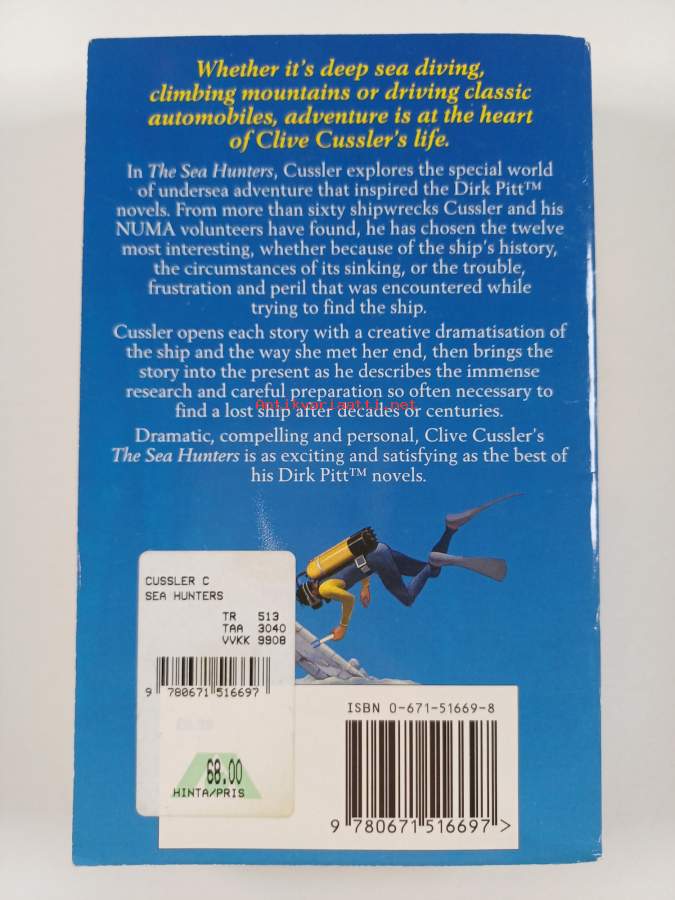 Whether it's deep sea diving,
climbing mountains or driving classic
automobiles, adventure is at the heart
of Clive Cussler's life.
In The Sea Hunters, Cussler explores the special world
of undersea adventure that inspired the Dirk Pitt™
novels. From more than sixty shipwrecks Cussler and his
NUMA volunteers have found, he has chosen the twelve
most interesting, whether because of the ship's history,
the circumstances of its sinking, or the trouble,
frustration and peril that was encountered while
trying to find the ship.
Cussler opens each story with a creative dramatisation of
the ship and the way she met her end, then brings the
story into the present as he describes the immense
research and careful preparation so often necessary to
find a lost ship after decades or centuries.
Antikvariaatti.net
Dramatic, compelling and personal, Clive Cussler's
The Sea Hunters is as exciting and satisfying as the best of
his Dirk Pitt™ novels.
CUSSLER C
SEA HUNTERS
TR 513
TAA 3040
VVKK 9908
9 780671 516697
68.00
HINTA/PRIS
ISBN 0-671-51669-8
9 780671 516697 >